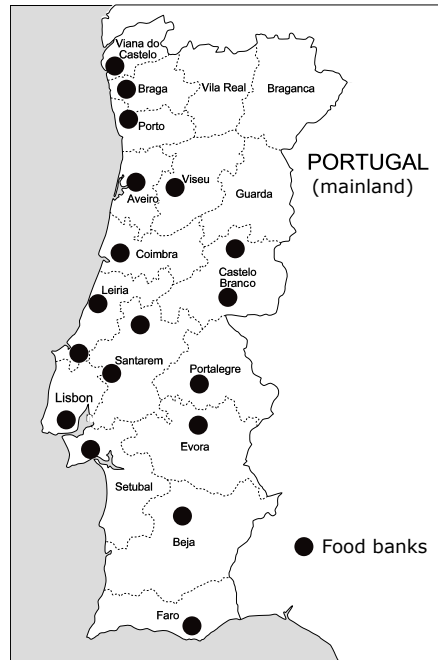 Viana do
Castelo
Braga
Vila Real
Braganca
Porto
PORTUGAL
(mainland)
Viseu
Aveiro
Guarda
Coimbra
Castelo
Branco
Leiria
Santarem
Portalegre
Lisbon
Evora
Setubal
Beja
Food banks
Faro